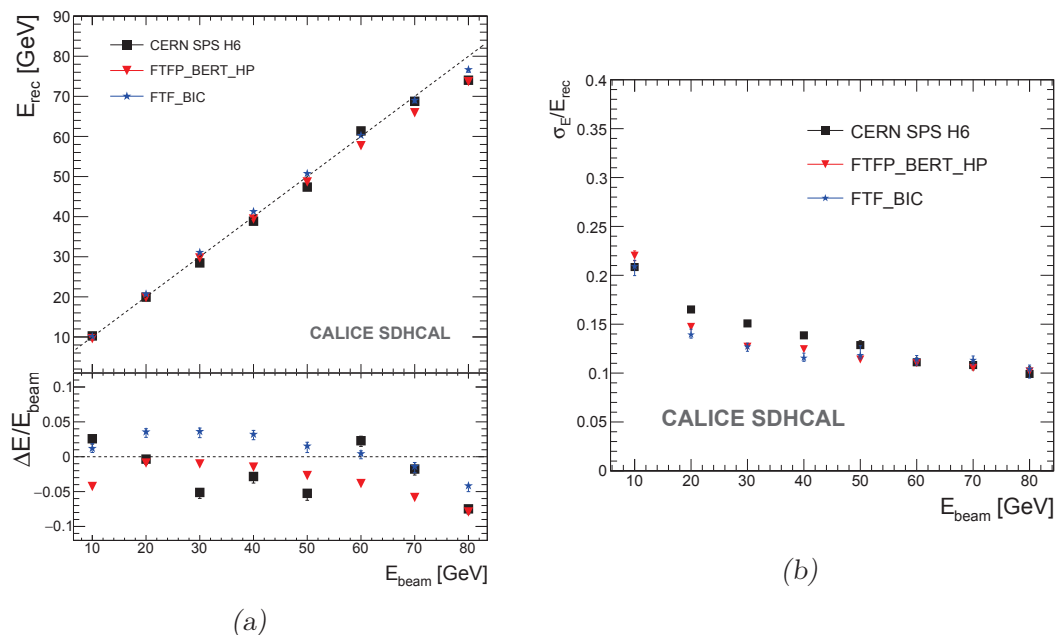 E_rec [GeV]
90
80
70
60
50
40
30
20
10
CERN SPS H6
FTFP_BERT_HP
FTF_BIC
CALICE SDHCAL
ΔE/E_beam
0.1
0.05
0
−0.05
−0.1
10 20 30 40 50 60 70 80
E_beam [GeV]
(a)
σ_E/E_rec
0.4
0.35
0.3
0.25
0.2
0.15
0.1
0.05
0
CERN SPS H6
FTFP_BERT_HP
FTF_BIC
CALICE SDHCAL
10 20 30 40 50 60 70 80
E_beam [GeV]
(b)